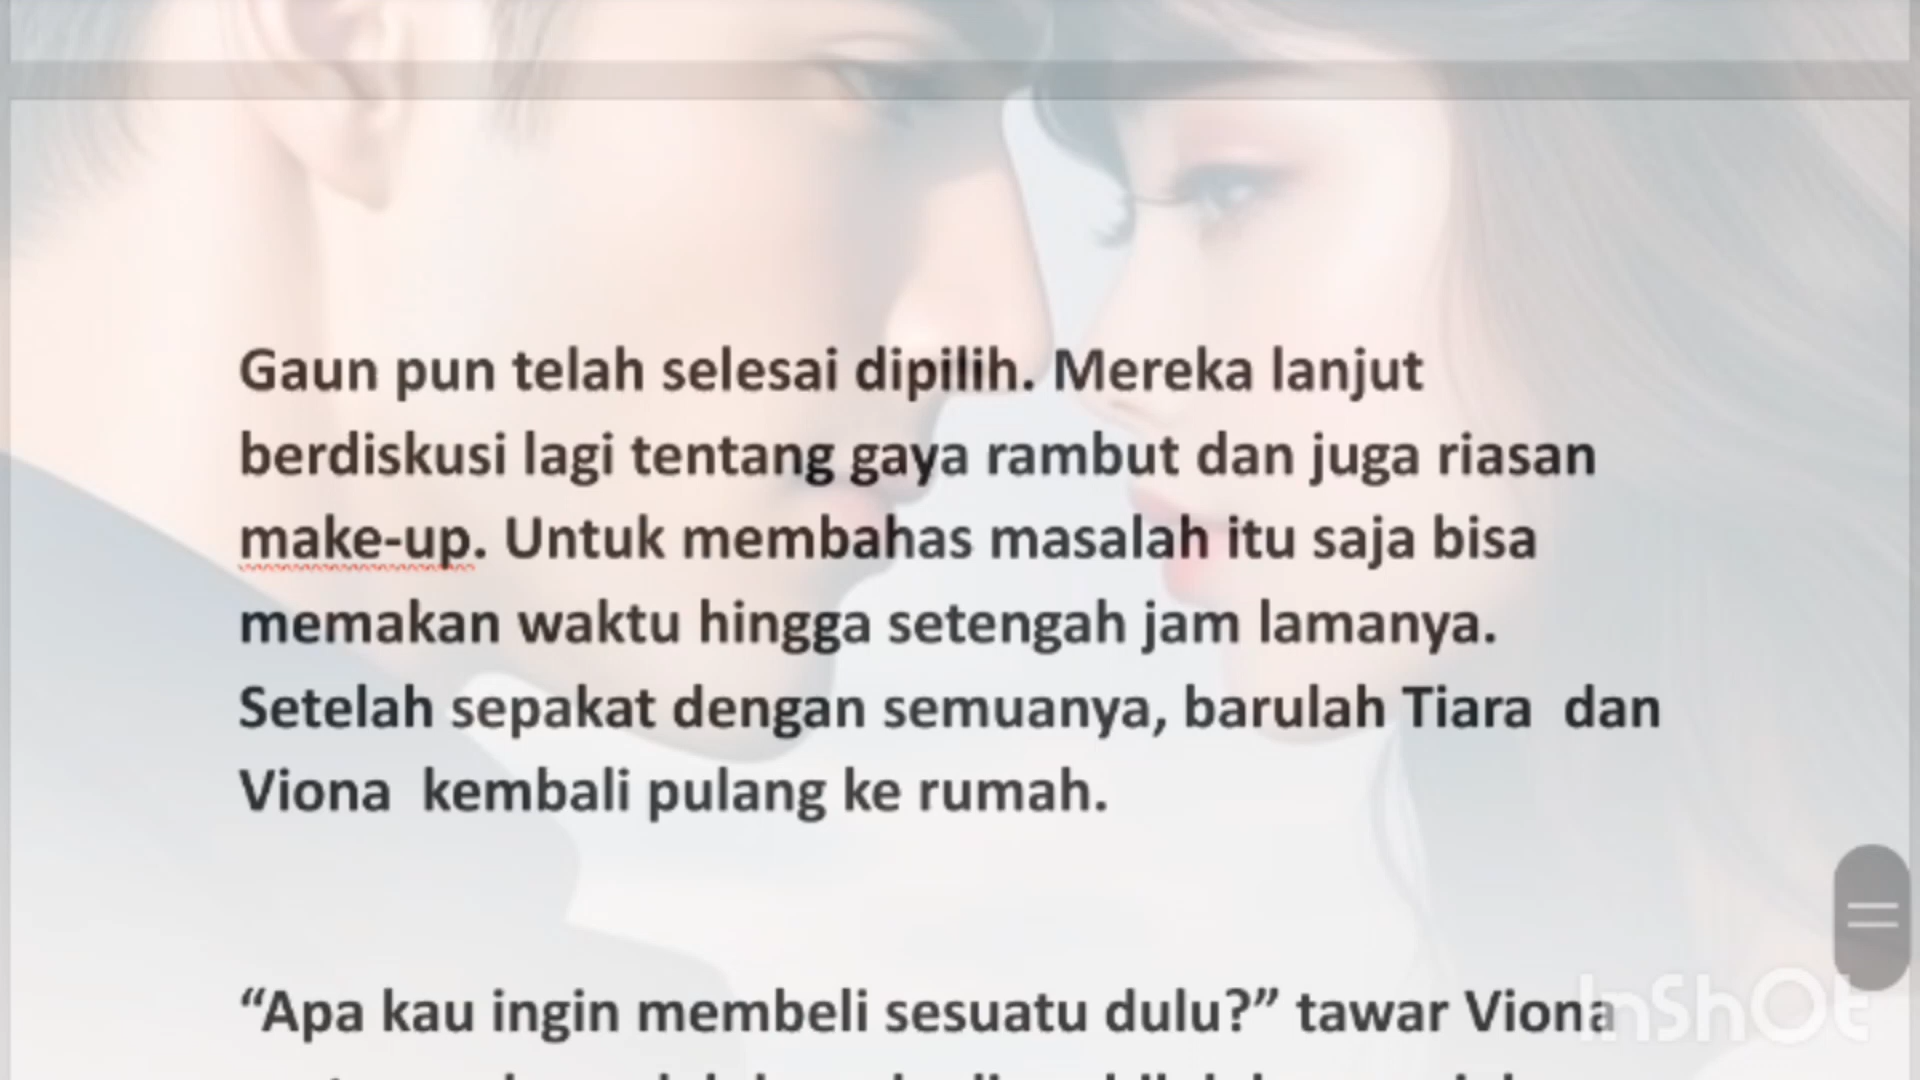 Gaun pun telah selesai dipilih. Mereka lanjut
berdiskusi lagi tentang gaya rambut dan juga riasan
make-up. Untuk membahas masalah itu saja bisa
memakan waktu hingga setengah jam lamanya.
Setelah sepakat dengan semuanya, barulah Tiara  dan
Viona  kembali pulang ke rumah.
“Apa kau ingin membeli sesuatu dulu?” tawar Viona
InShOt